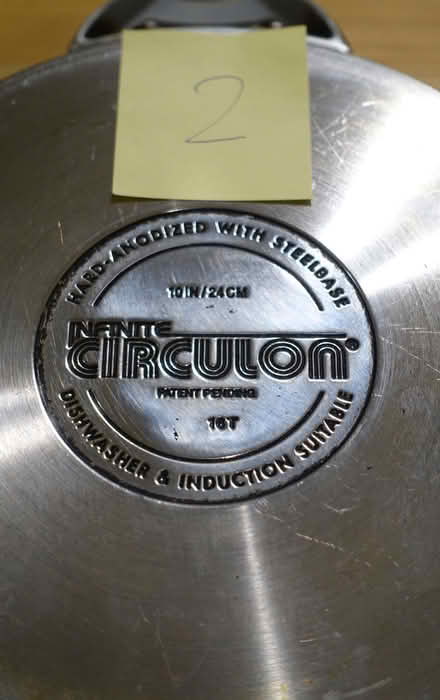 2
HARD-ANODIZED WITH STEELBASE
10IN/24CM
INFINITE
CIRCULON®
PATENT PENDING
16T
DISHWASHER & INDUCTION SUITABLE